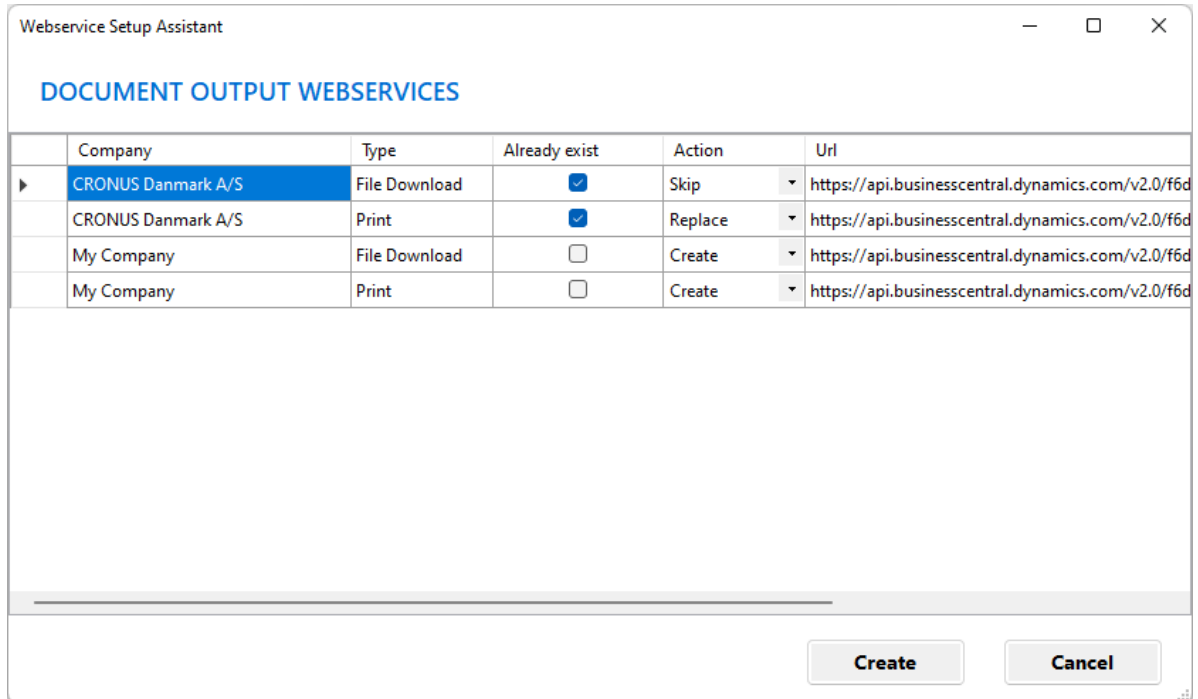 Webservice Setup Assistant
DOCUMENT OUTPUT WEBSERVICES
Company Type Already exist Action Url
CRONUS Danmark A/S File Download Skip https://api.businesscentral.dynamics.com/v2.0/f6d
CRONUS Danmark A/S Print Replace https://api.businesscentral.dynamics.com/v2.0/f6d
My Company File Download Create https://api.businesscentral.dynamics.com/v2.0/f6d
My Company Print Create https://api.businesscentral.dynamics.com/v2.0/f6d
Create Cancel